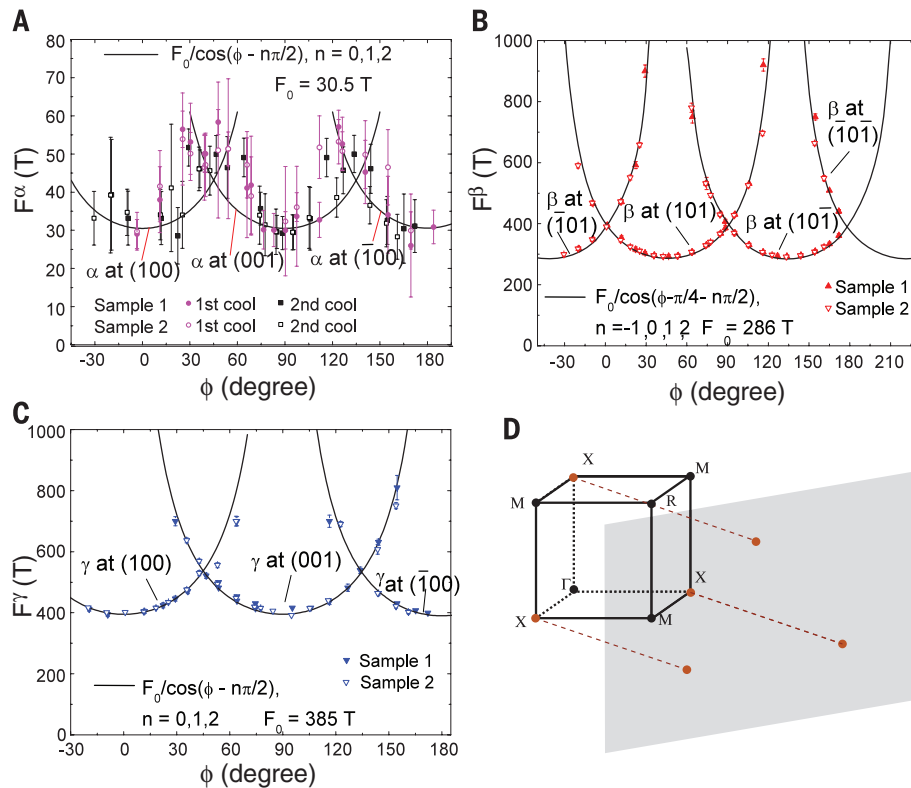 A
F₀/cos(ϕ - nπ/2), n = 0,1,2
F₀ = 30.5 T
80
70
60
50
40
30
20
10
0
F^α (T)
α at (100)
α at (001)
α at (1̄00)
Sample 1 1st cool 2nd cool
Sample 2 1st cool 2nd cool
-30 0 30 60 90 120 150 180
ϕ (degree)
B
1000
800
600
400
200
F^β (T)
β at
(1̄01)
β at (101)
β at (101̄)
β at
(1̄01̄)
F₀/cos(ϕ-π/4- nπ/2),
n=-1,0,1,2 F₀=286 T
Sample 1
Sample 2
-30 0 30 60 90 120 150 180 210
ϕ (degree)
C
1000
800
600
400
200
0
F^γ (T)
γ at (100)
γ at (001)
γ at (1̄00)
Sample 1
Sample 2
F₀/cos(ϕ - nπ/2),
n = 0,1,2 F₀ = 385 T
-30 0 30 60 90 120 150 180
ϕ (degree)
D
X
M
M
R
Γ
X
X
M